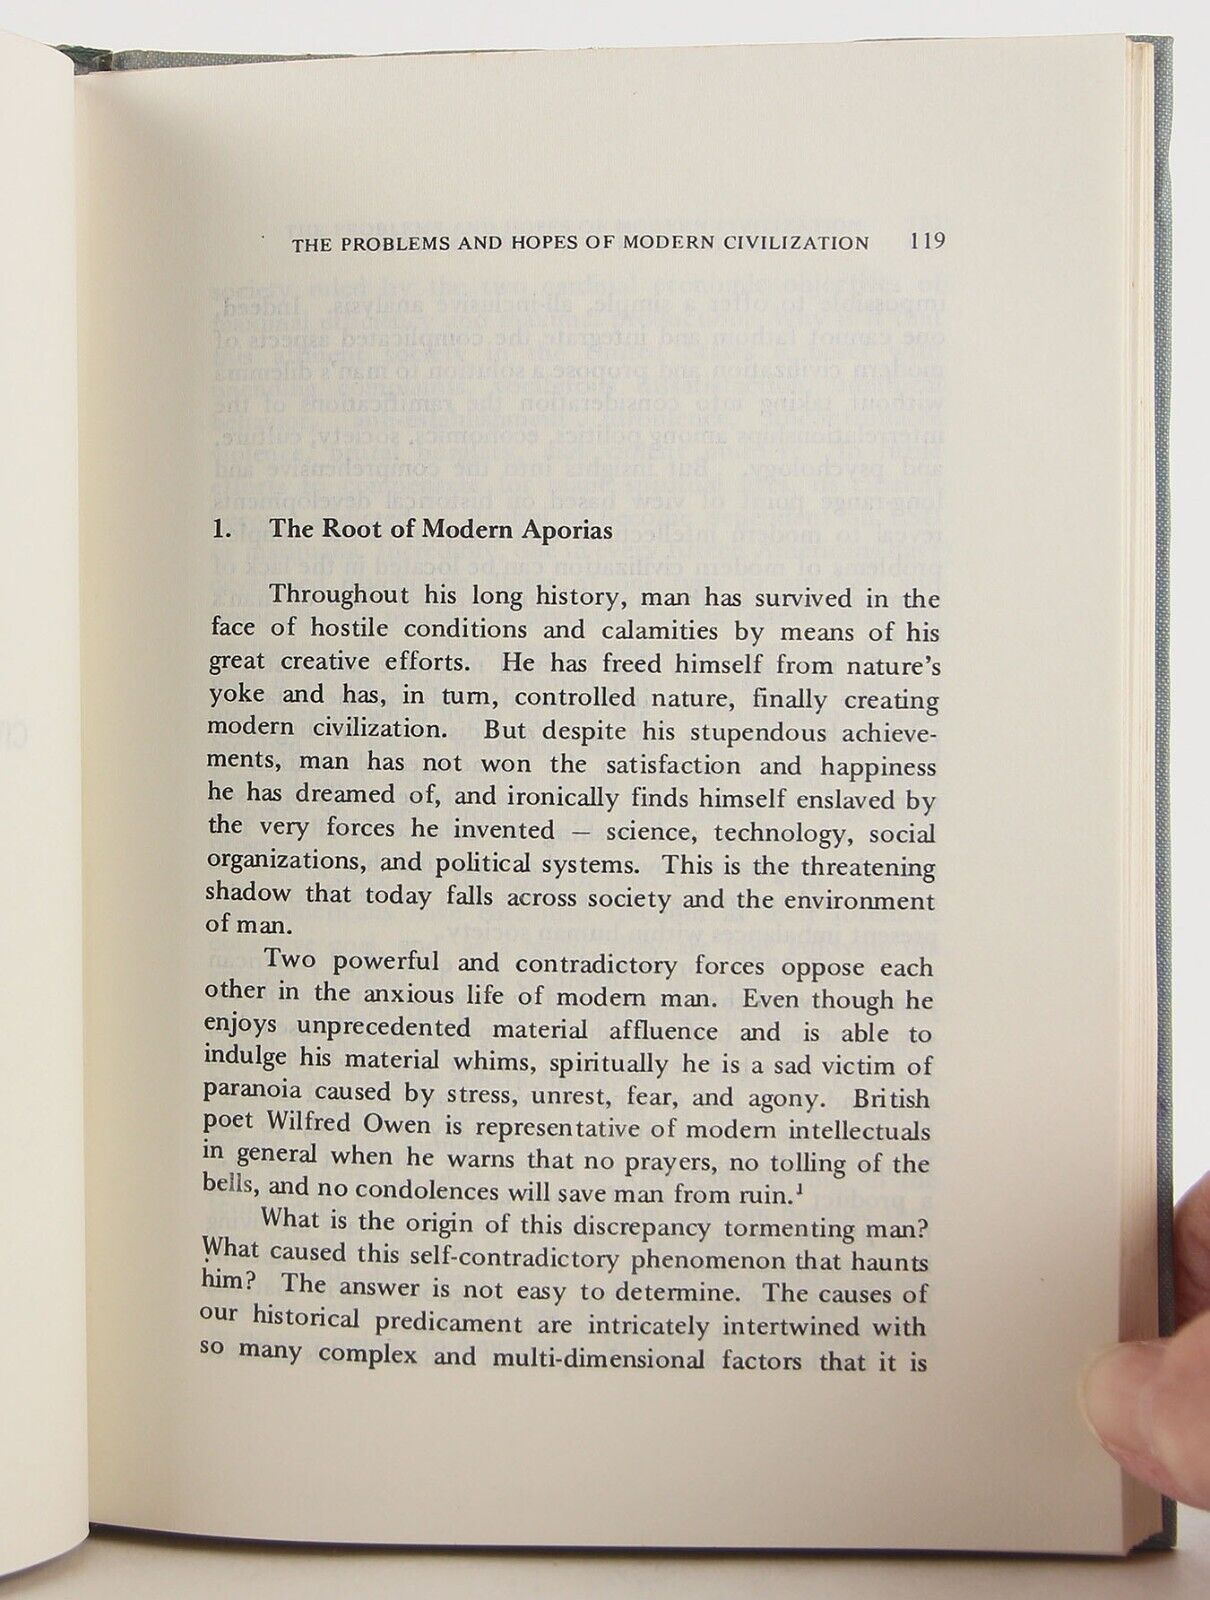 THE PROBLEMS AND HOPES OF MODERN CIVILIZATION 119
1. The Root of Modern Aporias
Throughout his long history, man has survived in the
face of hostile conditions and calamities by means of his
great creative efforts. He has freed himself from nature's
yoke and has, in turn, controlled nature, finally creating
modern civilization. But despite his stupendous achieve-
ments, man has not won the satisfaction and happiness
he has dreamed of, and ironically finds himself enslaved by
the very forces he invented — science, technology, social
organizations, and political systems. This is the threatening
shadow that today falls across society and the environment
of man.
Two powerful and contradictory forces oppose each
other in the anxious life of modern man. Even though he
enjoys unprecedented material affluence and is able to
indulge his material whims, spiritually he is a sad victim of
paranoia caused by stress, unrest, fear, and agony. British
poet Wilfred Owen is representative of modern intellectuals
in general when he warns that no prayers, no tolling of the
bells, and no condolences will save man from ruin.¹
What is the origin of this discrepancy tormenting man?
What caused this self-contradictory phenomenon that haunts
him? The answer is not easy to determine. The causes of
our historical predicament are intricately intertwined with
so many complex and multi-dimensional factors that it is